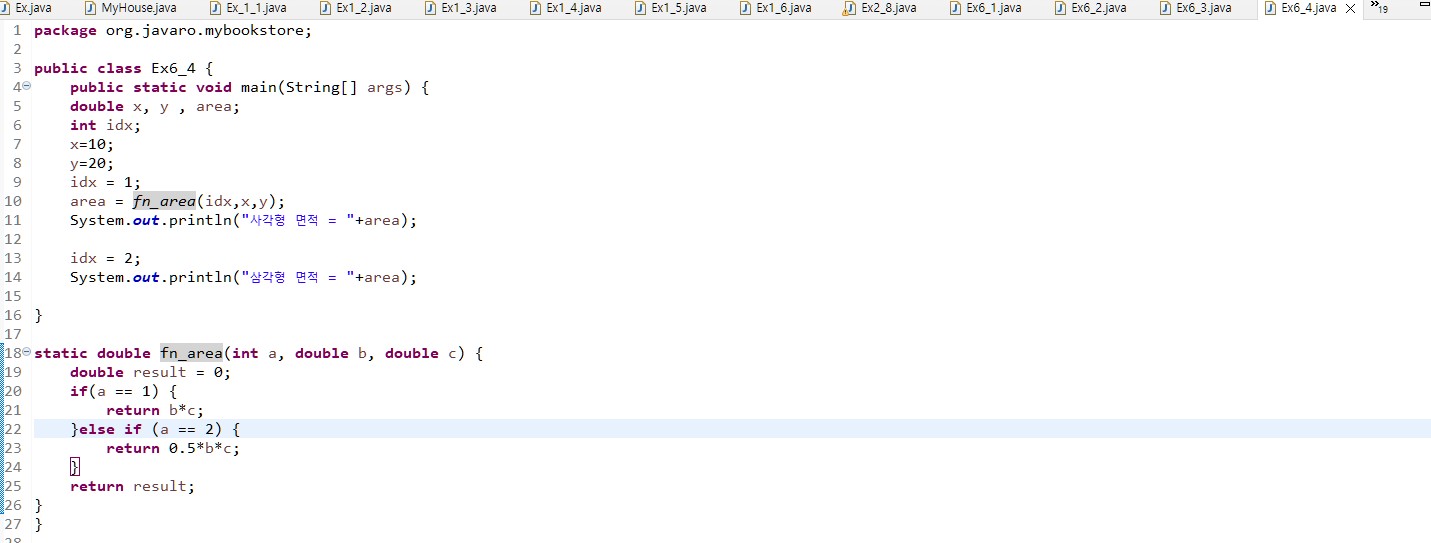 Ex.java MyHouse.java Ex_1_1.java Ex1_2.java Ex1_3.java Ex1_4.java Ex1_5.java Ex1_6.java Ex2_8.java Ex6_1.java Ex6_2.java Ex6_3.java Ex6_4.java 19
1 package org.javaro.mybookstore;
2
3 public class Ex6_4 {
4 public static void main(String[] args) {
5 double x, y , area;
6 int idx;
7 x=10;
8 y=20;
9 idx = 1;
10 area = fn_area(idx,x,y);
11 System.out.println("사각형 면적 = "+area);
12
13 idx = 2;
14 System.out.println("삼각형 면적 = "+area);
15
16 }
17
18 static double fn_area(int a, double b, double c) {
19 double result = 0;
20 if(a == 1) {
21 return b*c;
22 }else if (a == 2) {
23 return 0.5*b*c;
24 }
25 return result;
26 }
27 }
28